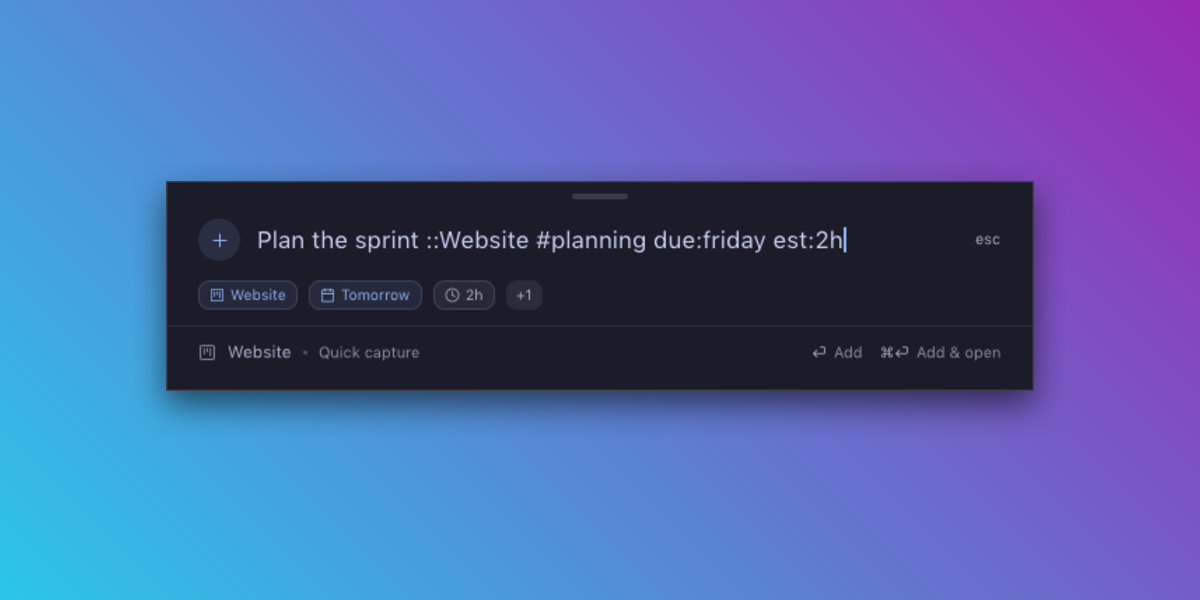 Plan the sprint ::Website #planning due:friday est:2h esc
Website Tomorrow 2h +1
Website • Quick capture ⏎ Add ⌘⏎ Add & open